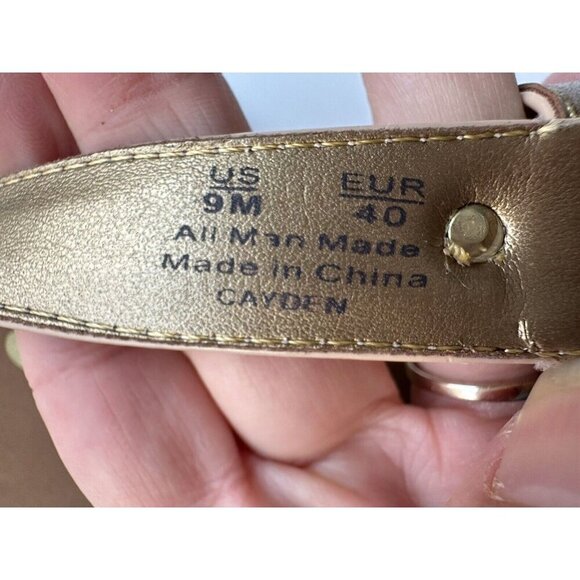 US EUR
9M 40
All Man Made
Made in China
CAYDEN